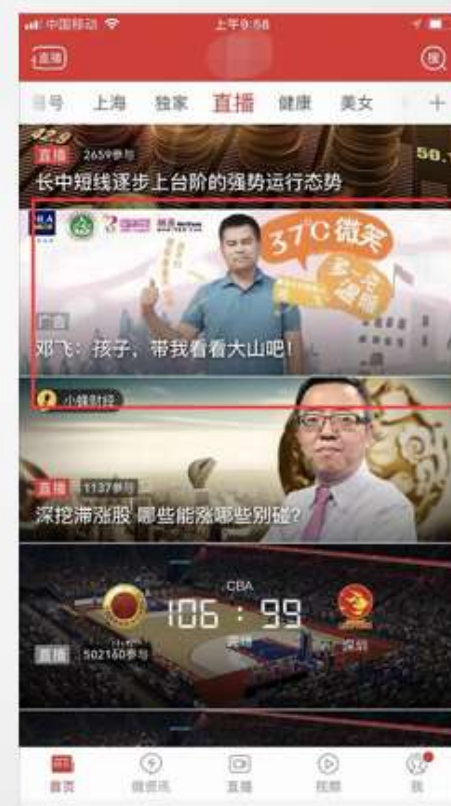 中国移动
上午9:58
直播
搜
上海 独家 直播 健康 美女 +
直播 2659参与
长中短线逐步上台阶的强势运行态势
37℃微笑
广告
邓飞：孩子，带我看看大山吧！
小蜂财经
直播 1137参与
深挖滞涨股 哪些能涨哪些别碰？
CBA
106 : 99
直播 502160参与
深圳
首页 微资讯 直播 视频 我